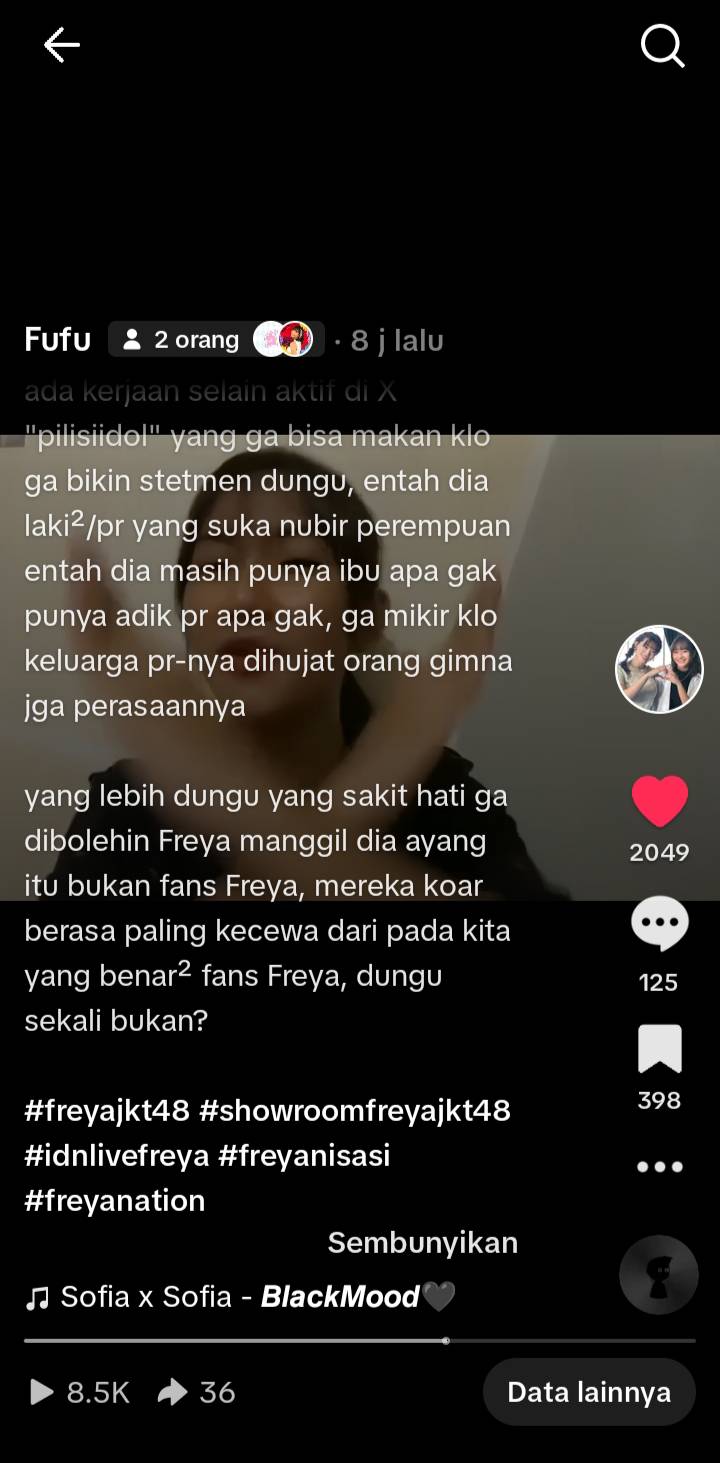 Fufu 2 orang · 8 j lalu
ada kerjaan selain aktif di X
"pilisiidol" yang ga bisa makan klo
ga bikin stetmen dungu, entah dia
laki²/pr yang suka nubir perempuan
entah dia masih punya ibu apa gak
punya adik pr apa gak, ga mikir klo
keluarga pr-nya dihujat orang gimna
jga perasaannya
yang lebih dungu yang sakit hati ga
dibolehin Freya manggil dia ayang
itu bukan fans Freya, mereka koar
berasa paling kecewa dari pada kita
yang benar² fans Freya, dungu
sekali bukan?
#freyajkt48 #showroomfreyajkt48
#idnlivefreya #freyanisasi
#freyanation
Sembunyikan
Sofia x Sofia - BlackMood🖤
2049
125
398
8.5K 36
Data lainnya